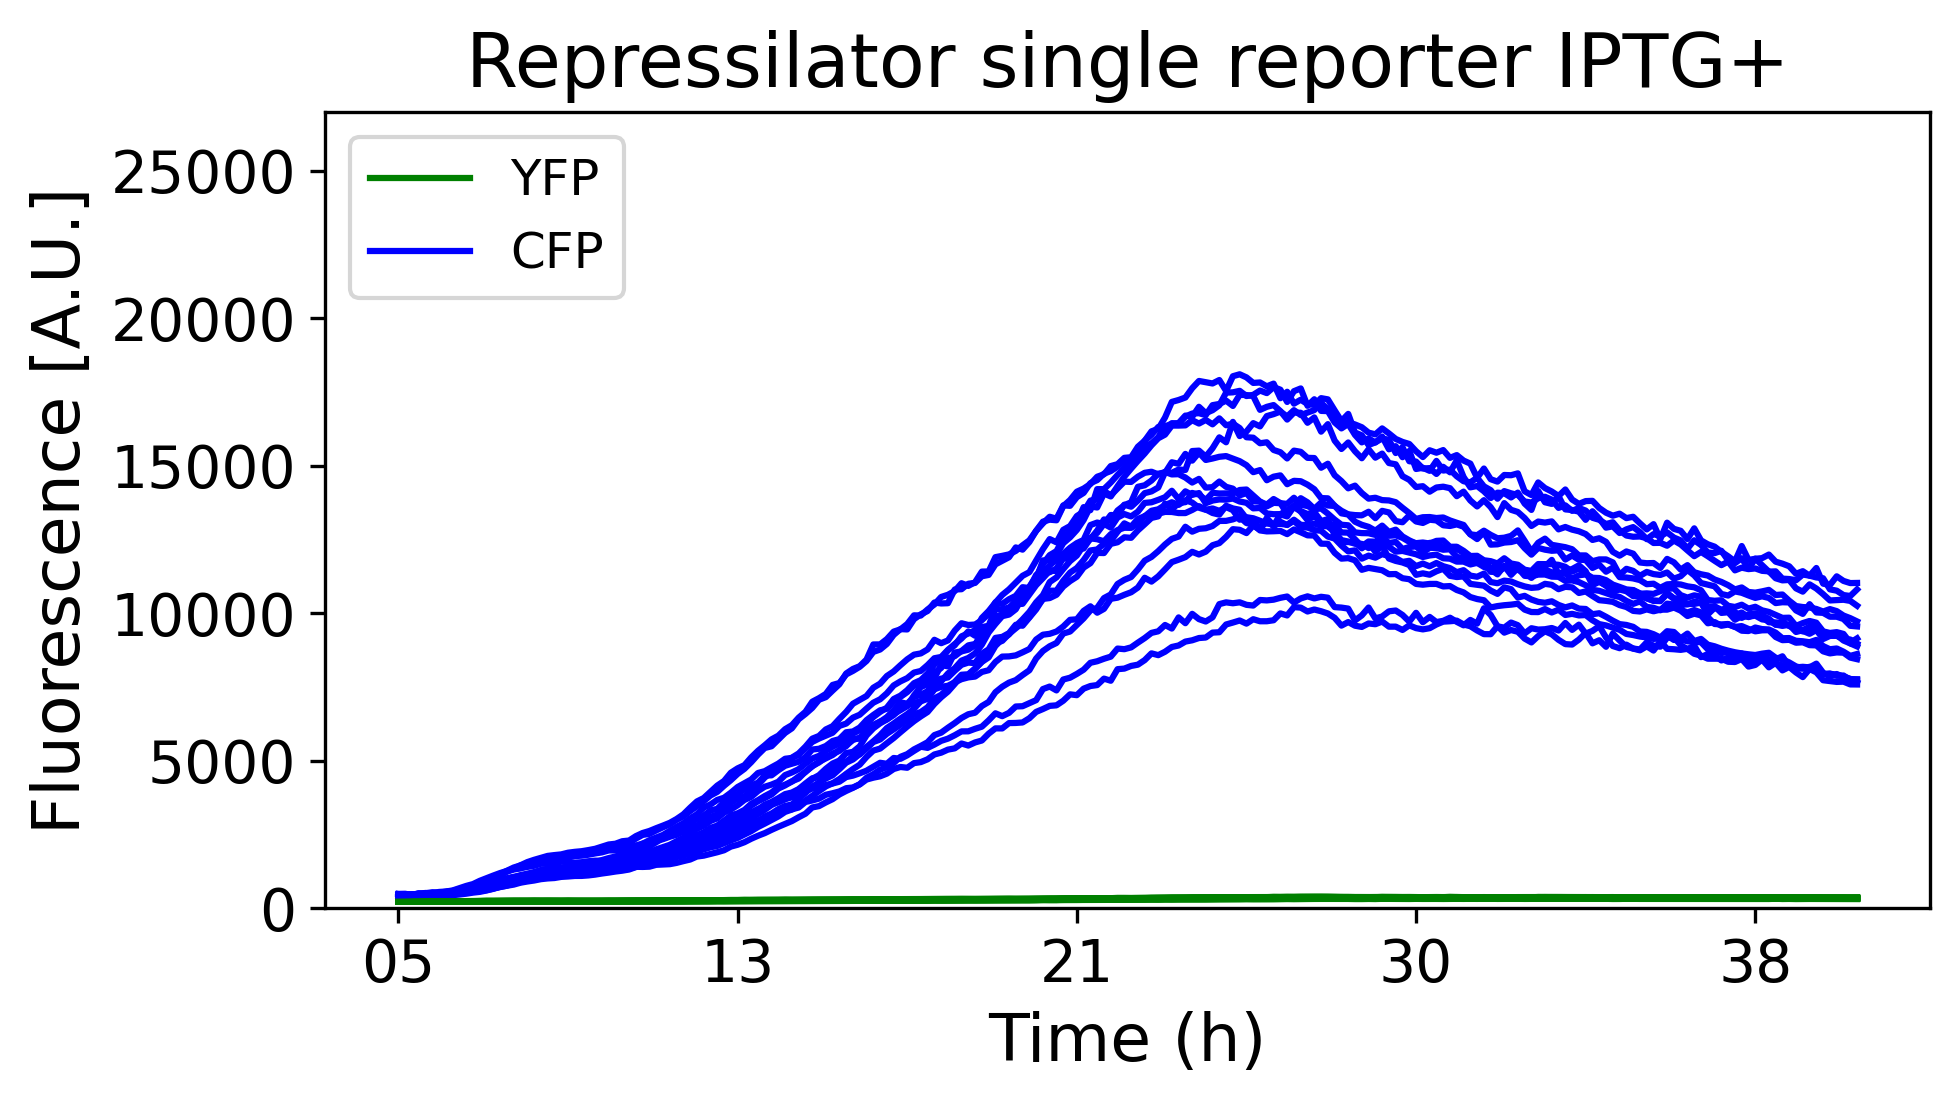 Repressilator single reporter IPTG+
YFP
CFP
Fluorescence [A.U.]
25000
20000
15000
10000
5000
0
05 13 21 30 38
Time (h)